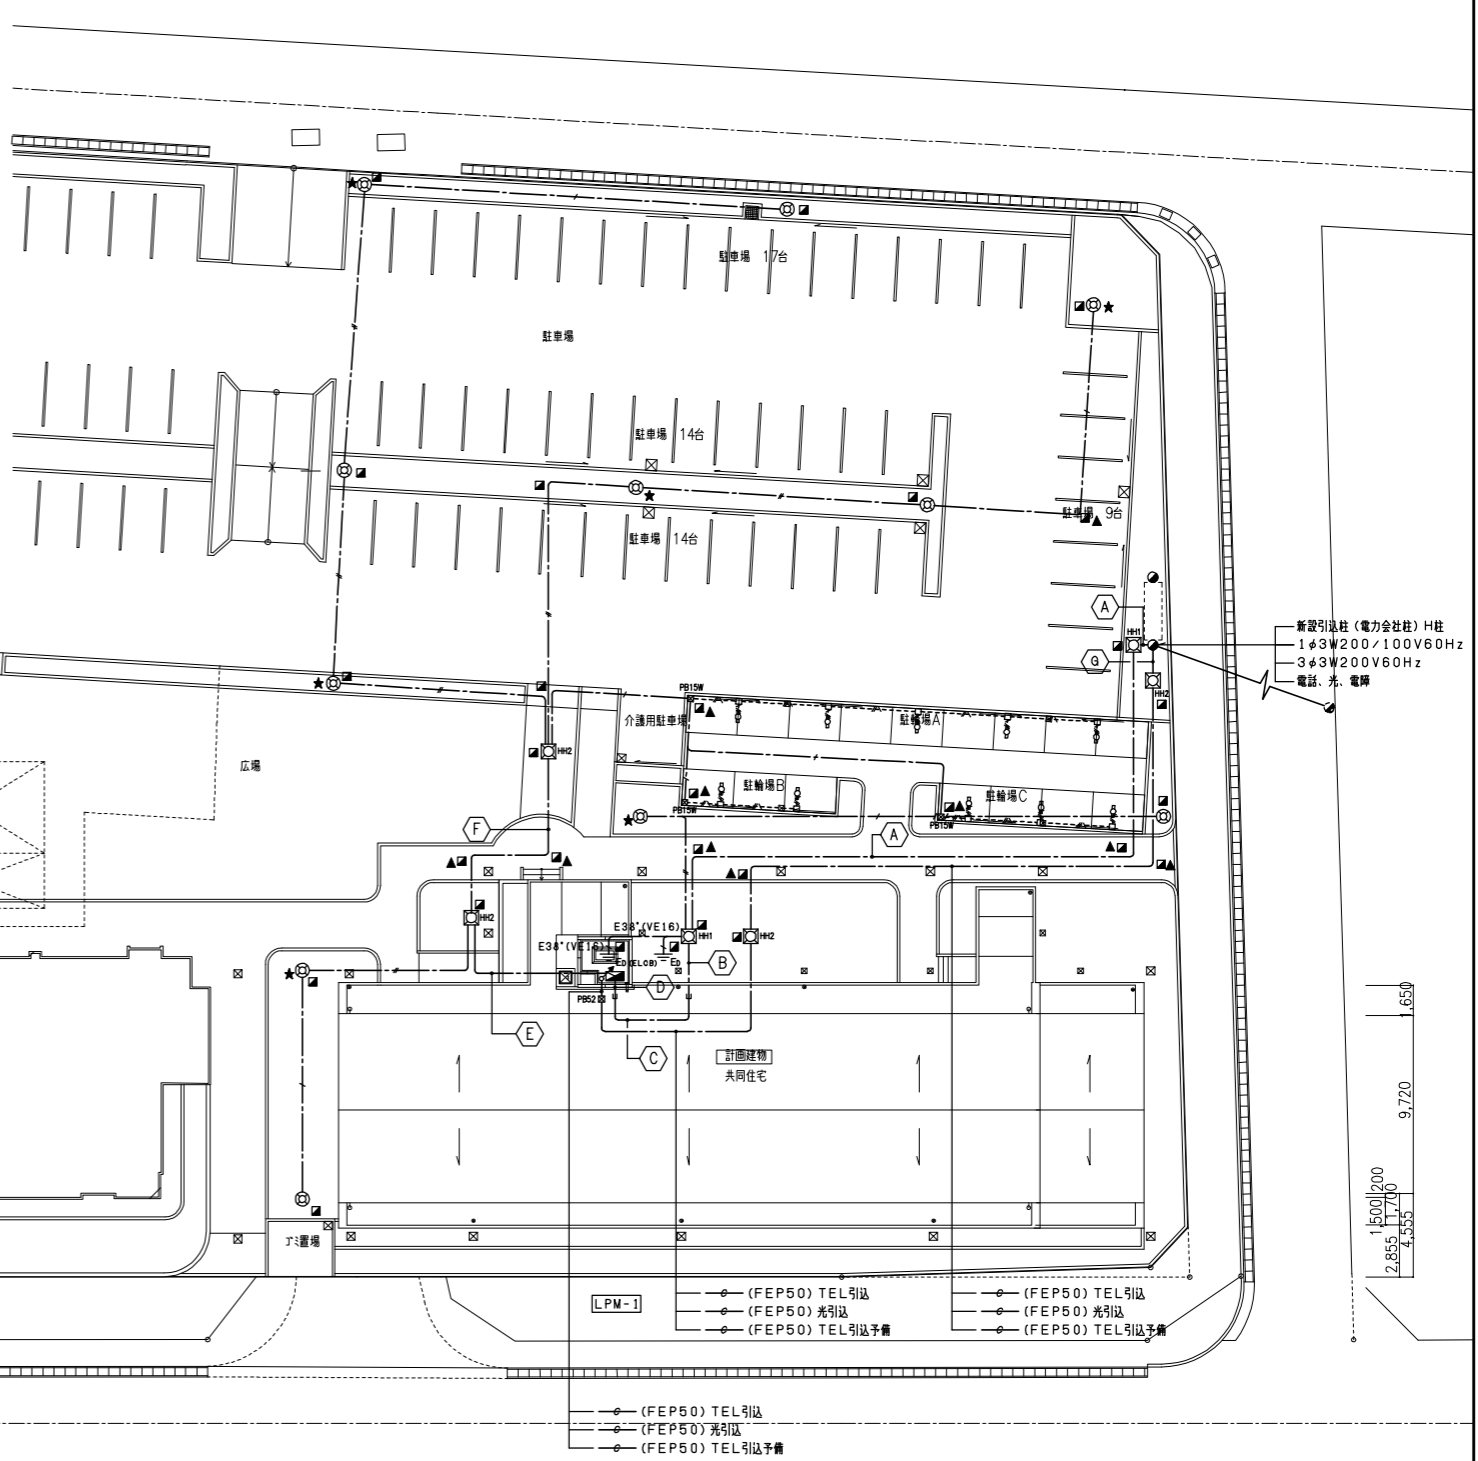 駐車場 17台
駐車場
駐車場 14台
駐車場 14台
駐車場 9台
A
HH1
G
HH2
新設引込柱（電力会社柱）H柱
1φ3W200/100V60Hz
3φ3W200V60Hz
電話、光、電障
PB15W
介護用駐車場
駐輪場A
HH2
広場
駐輪場B
駐輪場C
PB15W
PB15W
F
A
HH2
E38°(VE16)
HH1
HH2
E38°(VE16)
ED(ELCB)
ED
B
D
PB52
E
C
計画建物
共同住宅
1,650
9,720
200
1,500
1,700
2,855
4,555
ゴミ置場
LPM-1
(FEP50) TEL引込
(FEP50) 光引込
(FEP50) TEL引込予備
(FEP50) TEL引込
(FEP50) 光引込
(FEP50) TEL引込予備
(FEP50) TEL引込
(FEP50) 光引込
(FEP50) TEL引込予備